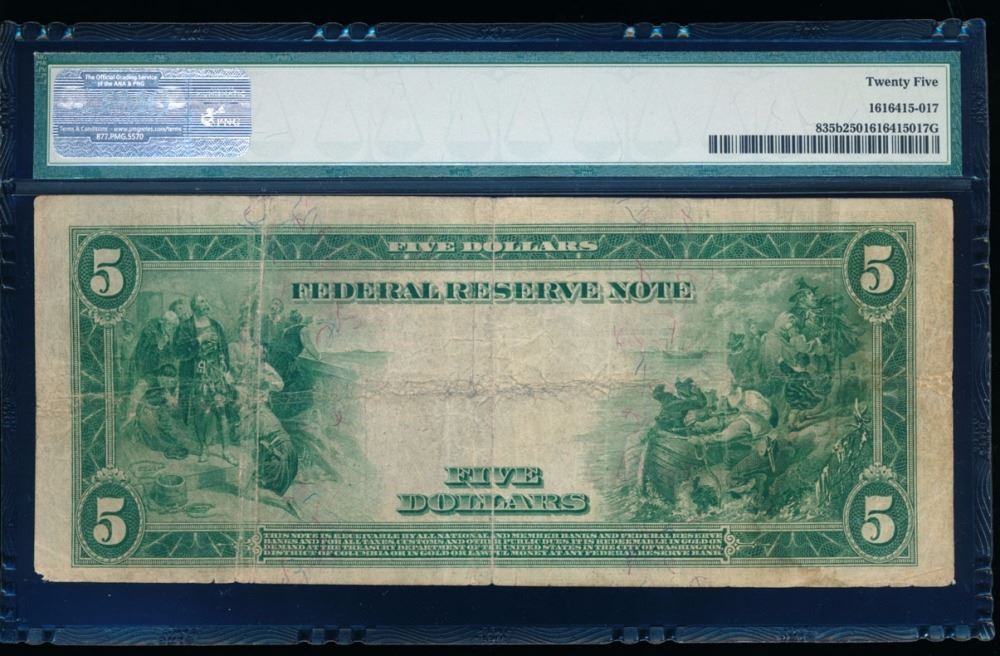 The Official Grading Service
of the ANA & PNG
Terms & Conditions – www.pmgnotes.com/terms
877.PMG.5570
PNG
Twenty Five
1616415-017
835b2501616415017G
5
FIVE DOLLARS
5
FEDERAL RESERVE NOTE
FIVE
DOLLARS
5
5
THIS NOTE IS RECEIVABLE BY ALL NATIONAL AND MEMBER BANKS AND FEDERAL RESERVE
BANKS AND FOR ALL TAXES, CUSTOMS AND OTHER PUBLIC DUES. IT IS REDEEMABLE IN GOLD ON
DEMAND AT THE TREASURY DEPARTMENT OF THE UNITED STATES IN THE CITY OF WASHINGTON,
DISTRICT OF COLUMBIA OR IN GOLD OR LAWFUL MONEY AT ANY FEDERAL RESERVE BANK.